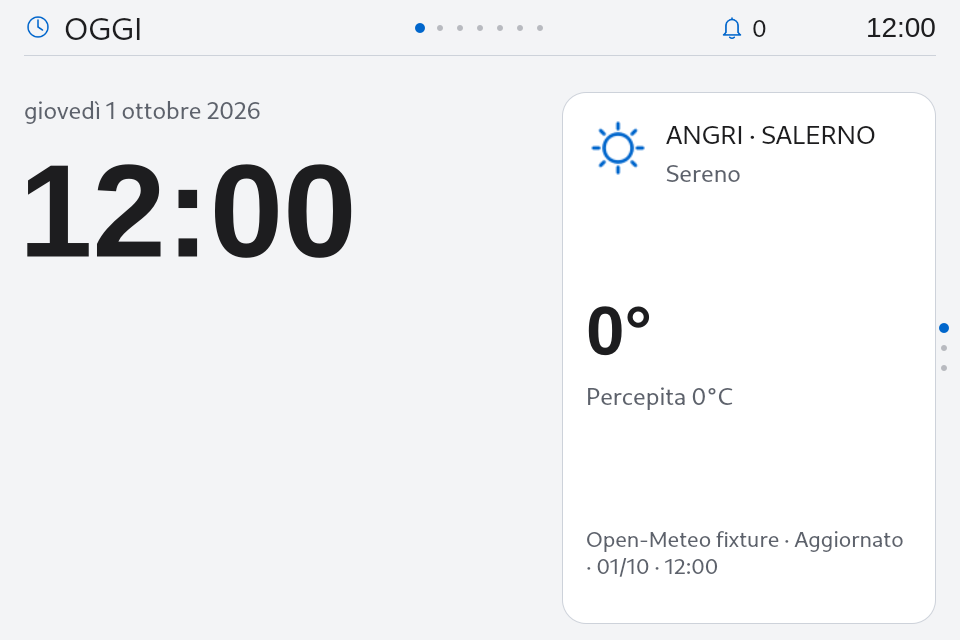 OGGI
0
12:00
giovedì 1 ottobre 2026
12:00
ANGRI · SALERNO
Sereno
0°
Percepita 0°C
Open-Meteo fixture · Aggiornato
· 01/10 · 12:00